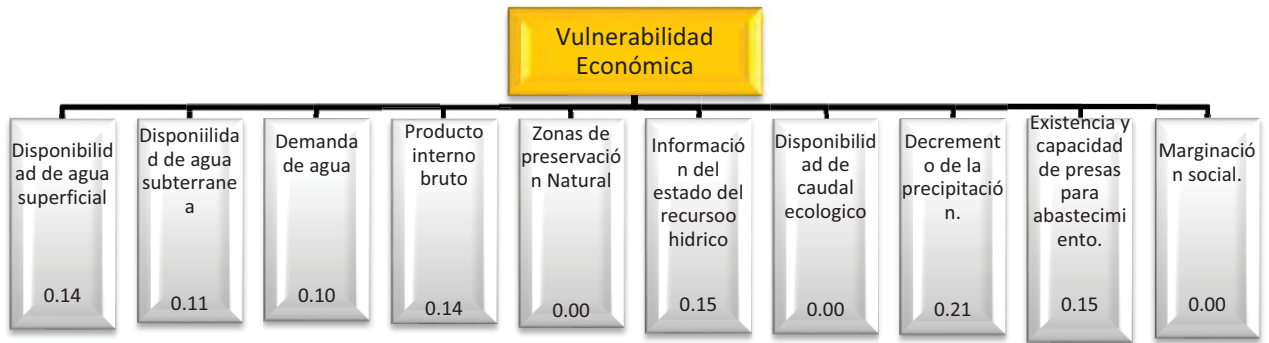 Vulnerabilidad
Económica
Disponibilid
ad de agua
superficial
0.14
Disponiilida
d de agua
subterrane
a
0.11
Demanda
de agua
0.10
Producto
interno
bruto
0.14
Zonas de
preservació
n Natural
0.00
Informació
n del
estado del
recursoo
hidrico
0.15
Disponibilid
ad de
caudal
ecologico
0.00
Decrement
o de la
precipitació
n.
0.21
Existencia y
capacidad
de presas
para
abastecimi
ento.
0.15
Marginació
n social.
0.00